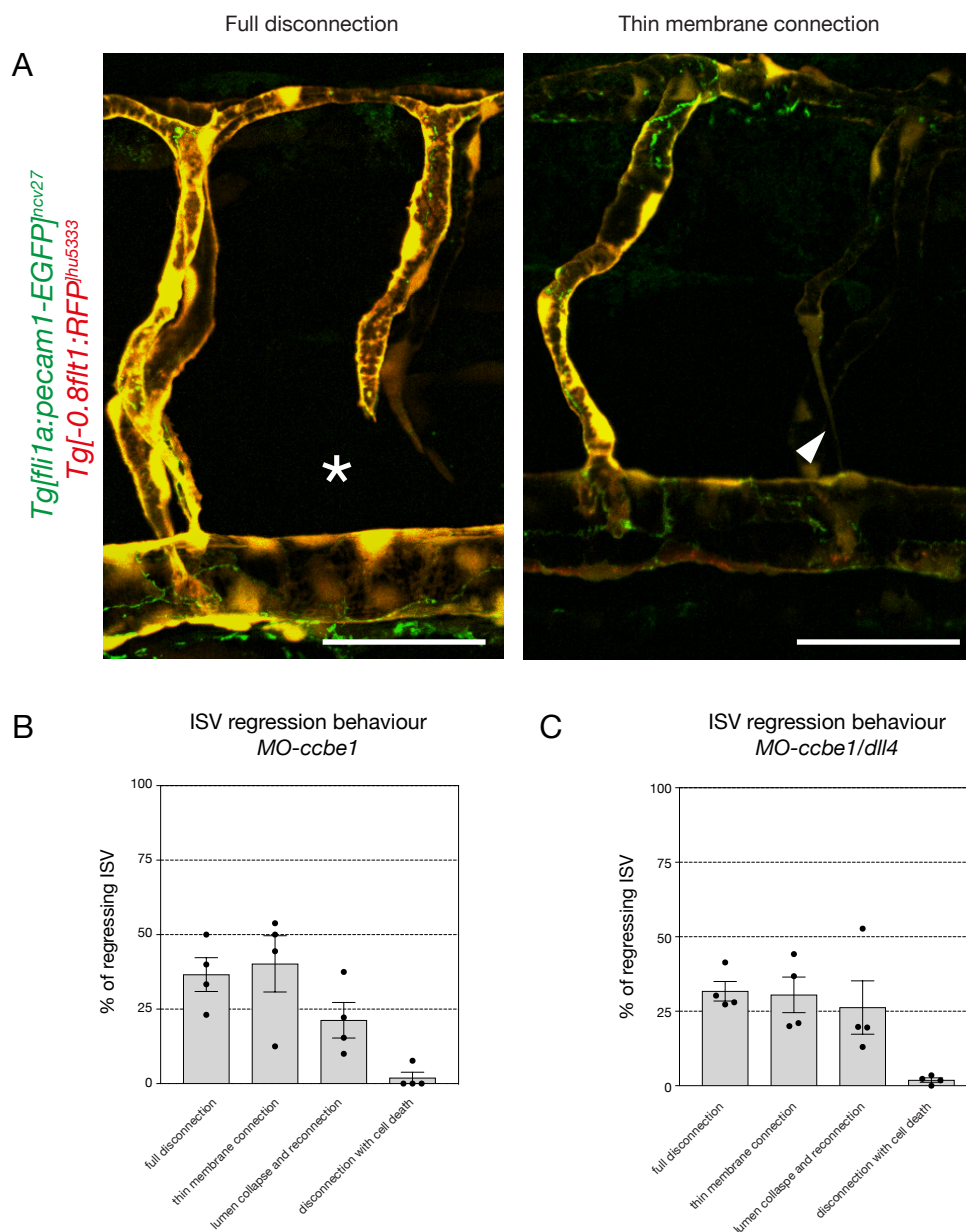 Full disconnection
Thin membrane connection
A
Tg[fli1a:pecam1-EGFP]ncv27
Tg[-0.8flt1:RFP]hu5333
*
B
ISV regression behaviour
MO-ccbe1
% of regressing ISV
100
75
50
25
0
full disconnection
thin membrane connection
lumen collapse and reconnection
disconnection with cell death
C
ISV regression behaviour
MO-ccbe1/dll4
% of regressing ISV
100
75
50
25
0
full disconnection
thin membrane connection
lumen collapse and reconnection
disconnection with cell death